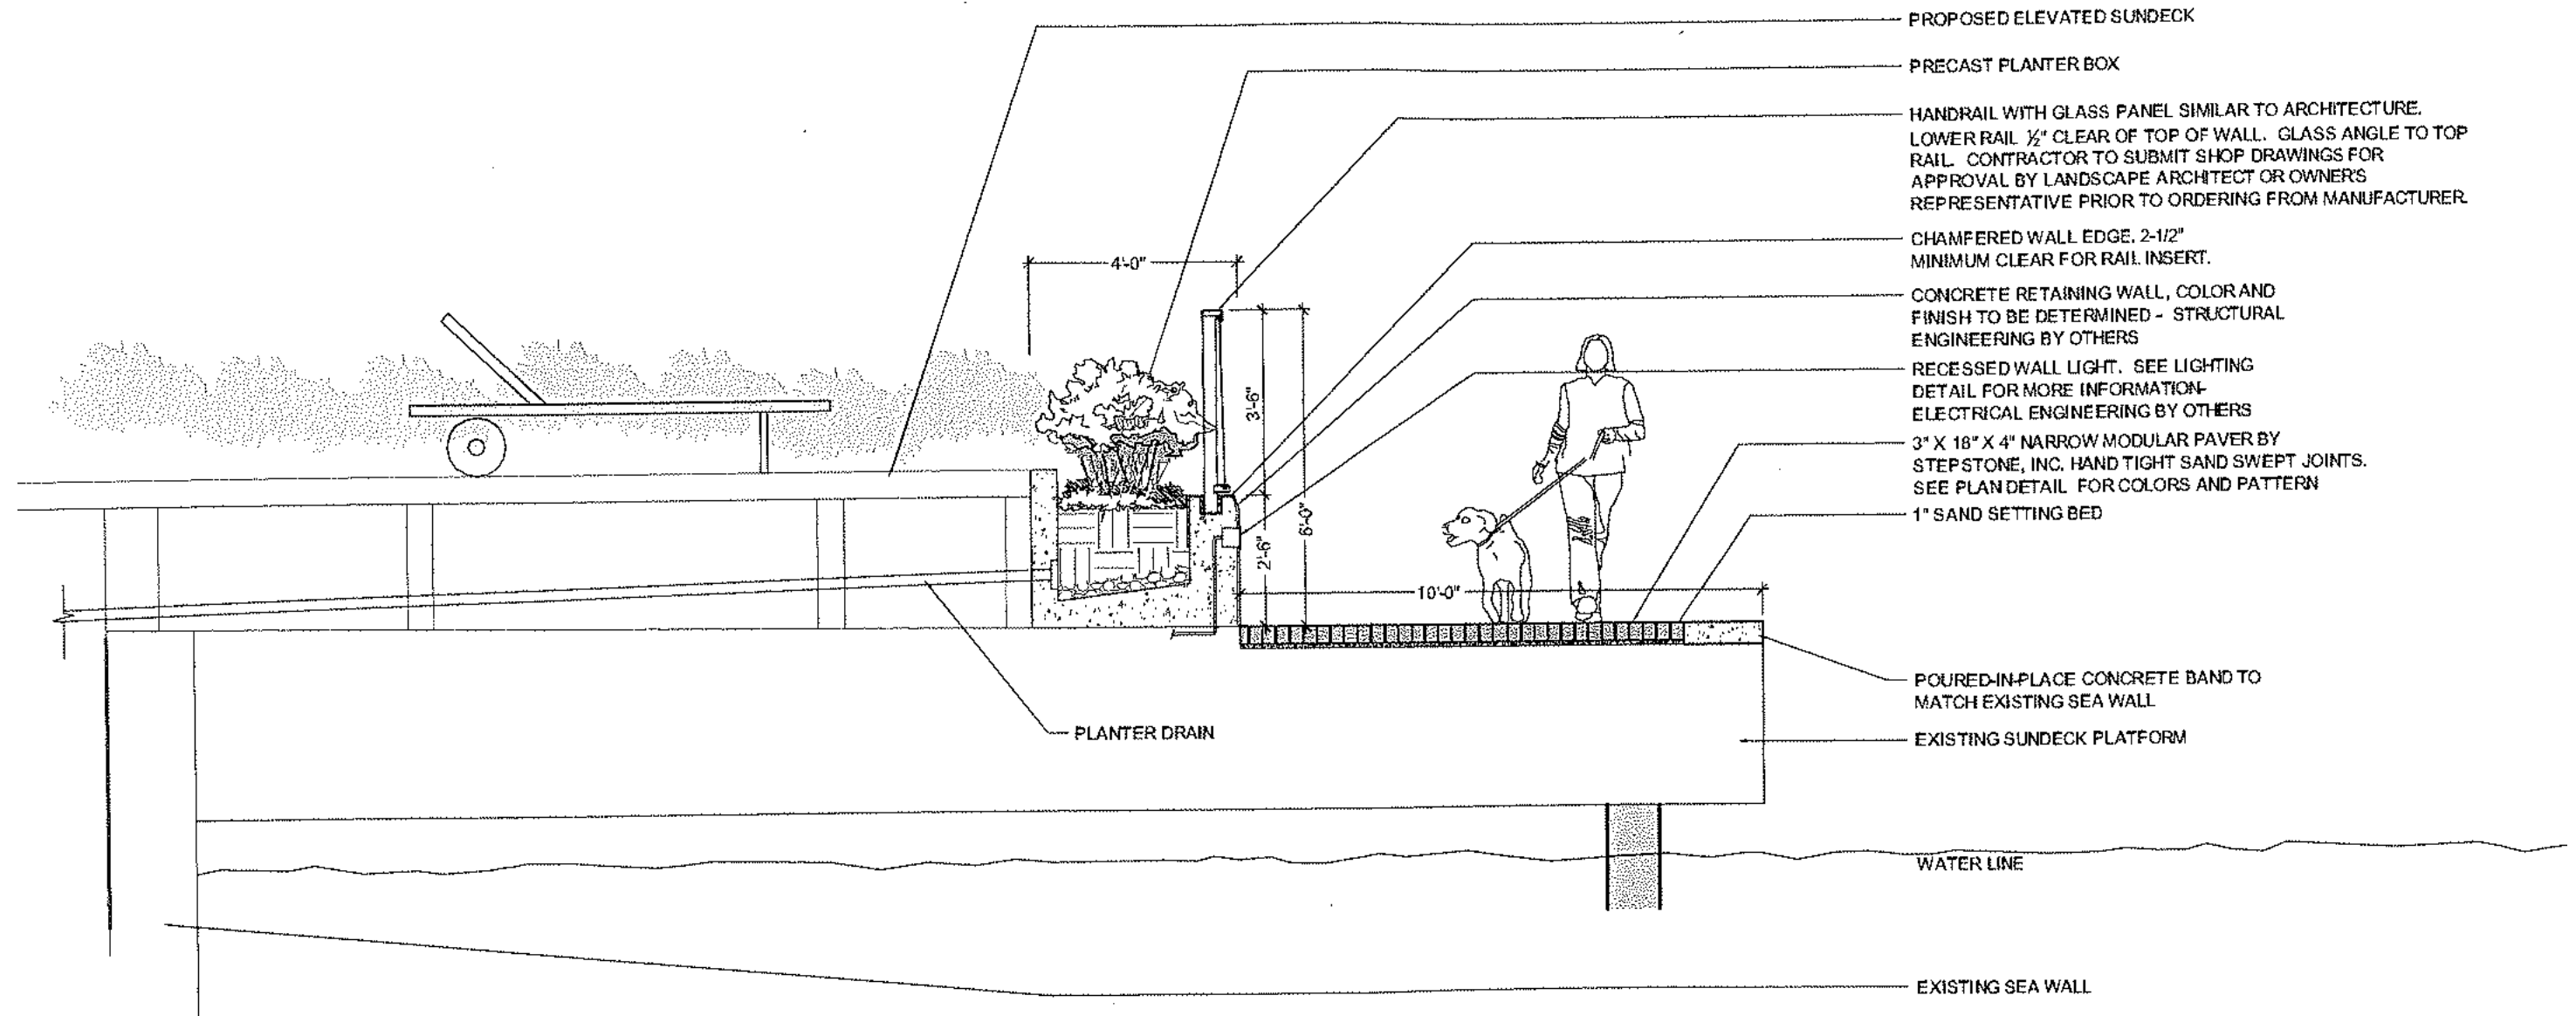 PROPOSED ELEVATED SUNDECK
PRECAST PLANTER BOX
HANDRAIL WITH GLASS PANEL SIMILAR TO ARCHITECTURE.
LOWER RAIL ½" CLEAR OF TOP OF WALL. GLASS ANGLE TO TOP
RAIL. CONTRACTOR TO SUBMIT SHOP DRAWINGS FOR
APPROVAL BY LANDSCAPE ARCHITECT OR OWNER'S
REPRESENTATIVE PRIOR TO ORDERING FROM MANUFACTURER.
CHAMFERED WALL EDGE. 2-1/2"
MINIMUM CLEAR FOR RAIL INSERT.
4'-0"
CONCRETE RETAINING WALL, COLOR AND
FINISH TO BE DETERMINED - STRUCTURAL
ENGINEERING BY OTHERS
RECESSED WALL LIGHT. SEE LIGHTING
DETAIL FOR MORE INFORMATION-
ELECTRICAL ENGINEERING BY OTHERS
3'-6"
3" X 18" X 4" NARROW MODULAR PAVER BY
STEPSTONE, INC. HAND TIGHT SAND SWEPT JOINTS.
SEE PLAN DETAIL FOR COLORS AND PATTERN
1" SAND SETTING BED
2'-6"
6'-0"
10'-0"
POURED-IN-PLACE CONCRETE BAND TO
MATCH EXISTING SEA WALL
PLANTER DRAIN
EXISTING SUNDECK PLATFORM
WATER LINE
EXISTING SEA WALL